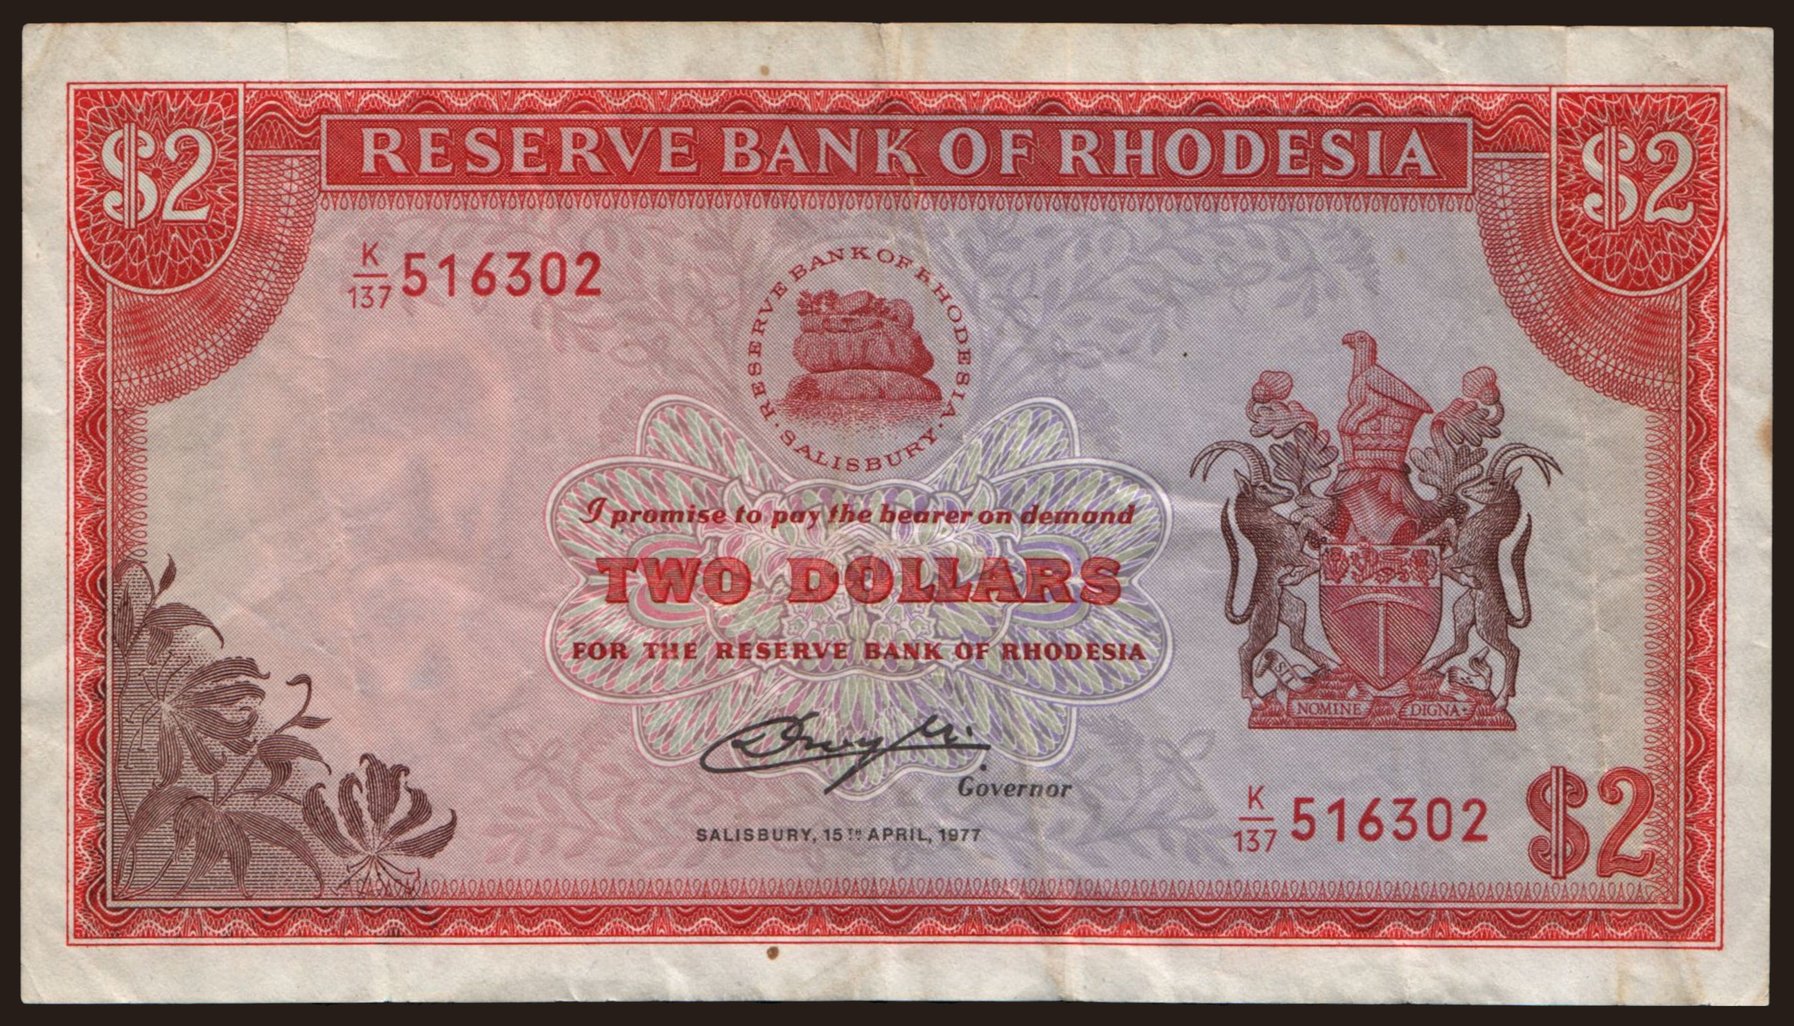 $2
RESERVE BANK OF RHODESIA
$2
K/137 516302
RESERVE BANK OF RHODESIA
· SALISBURY ·
I promise to pay the bearer on demand
TWO DOLLARS
FOR THE RESERVE BANK OF RHODESIA
NOMINE DIGNA
Governor
SALISBURY, 15TH APRIL, 1977
K/137 516302
$2